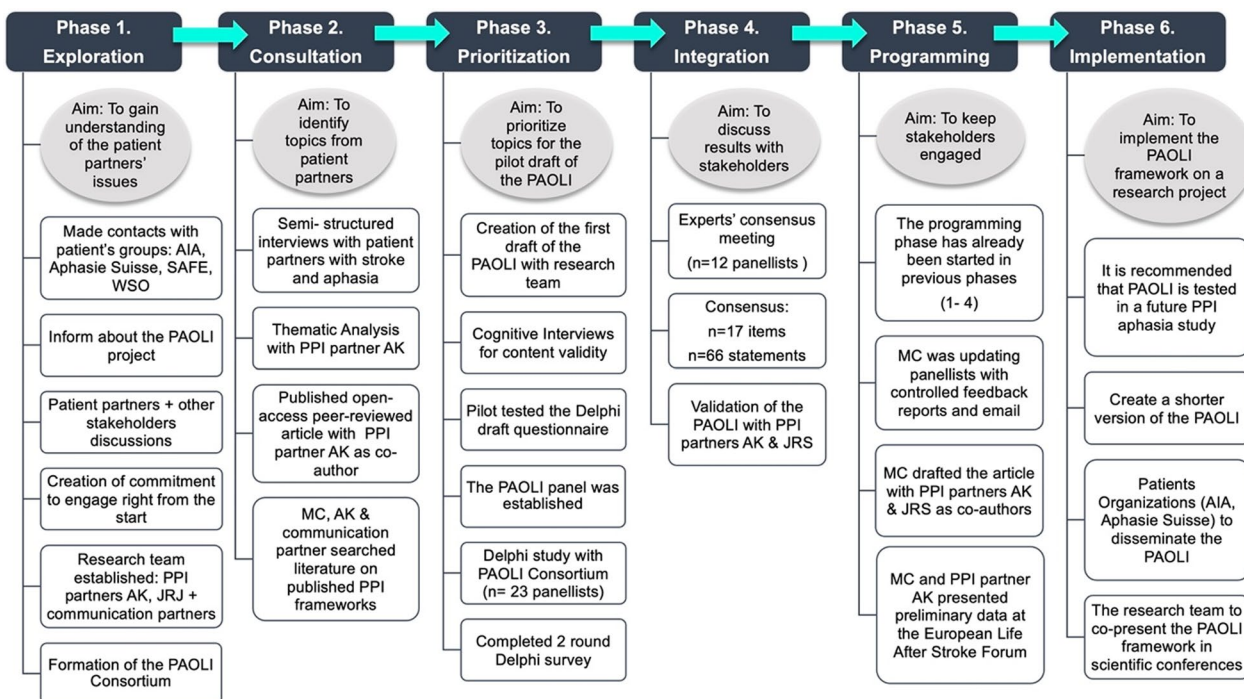 Phase 1.
Exploration
Phase 2.
Consultation
Phase 3.
Prioritization
Phase 4.
Integration
Phase 5.
Programming
Phase 6.
Implementation
Aim: To gain
understanding
of the patient
partners'
issues
Made contacts with
patient's groups: AIA,
Aphasie Suisse, SAFE,
WSO
Inform about the PAOLI
project
Patient partners + other
stakeholders
discussions
Creation of commitment
to engage right from the
start
Research team
established: PPI
partners AK, JRJ +
communication partners
Formation of the PAOLI
Consortium
Aim: To
identify
topics from
patient
partners
Semi- structured
interviews with patient
partners with stroke and
aphasia
Thematic Analysis
with PPI partner AK
Published open-
access peer-reviewed
article with PPI
partner AK as co-
author
MC, AK &
communication
partner searched
literature on
published PPI
frameworks
Aim: To
prioritize
topics for the
pilot draft of
the PAOLI
Creation of the first
draft of the
PAOLI with research
team
Cognitive Interviews
for content validity
Pilot tested the Delphi
draft questionnaire
The PAOLI panel was
established
Delphi study with
PAOLI Consortium
(n= 23 panellists)
Completed 2 round
Delphi survey
Aim: To
discuss
results with
stakeholders
Experts' consensus
meeting
(n=12 panellists )
Consensus:
n=17 items
n=66 statements
Validation of the
PAOLI with PPI
partners AK & JRS
Aim: To keep
stakeholders
engaged
The programming
phase has already
been started in
previous phases
(1- 4)
MC was updating
panellists with
controlled feedback
reports and email
MC drafted the article
with PPI partners AK
& JRS as co-authors
MC and PPI partner
AK presented
preliminary data at
the European Life
After Stroke Forum
Aim: To
implement the
PAOLI
framework on a
research project
It is recommended
that PAOLI is tested
in a future PPI
aphasia study
Create a shorter
version of the PAOLI
Patients
Organizations (AIA,
Aphasie Suisse) to
disseminate the
PAOLI
The research team to
co-present the PAOLI
framework in
scientific conferences